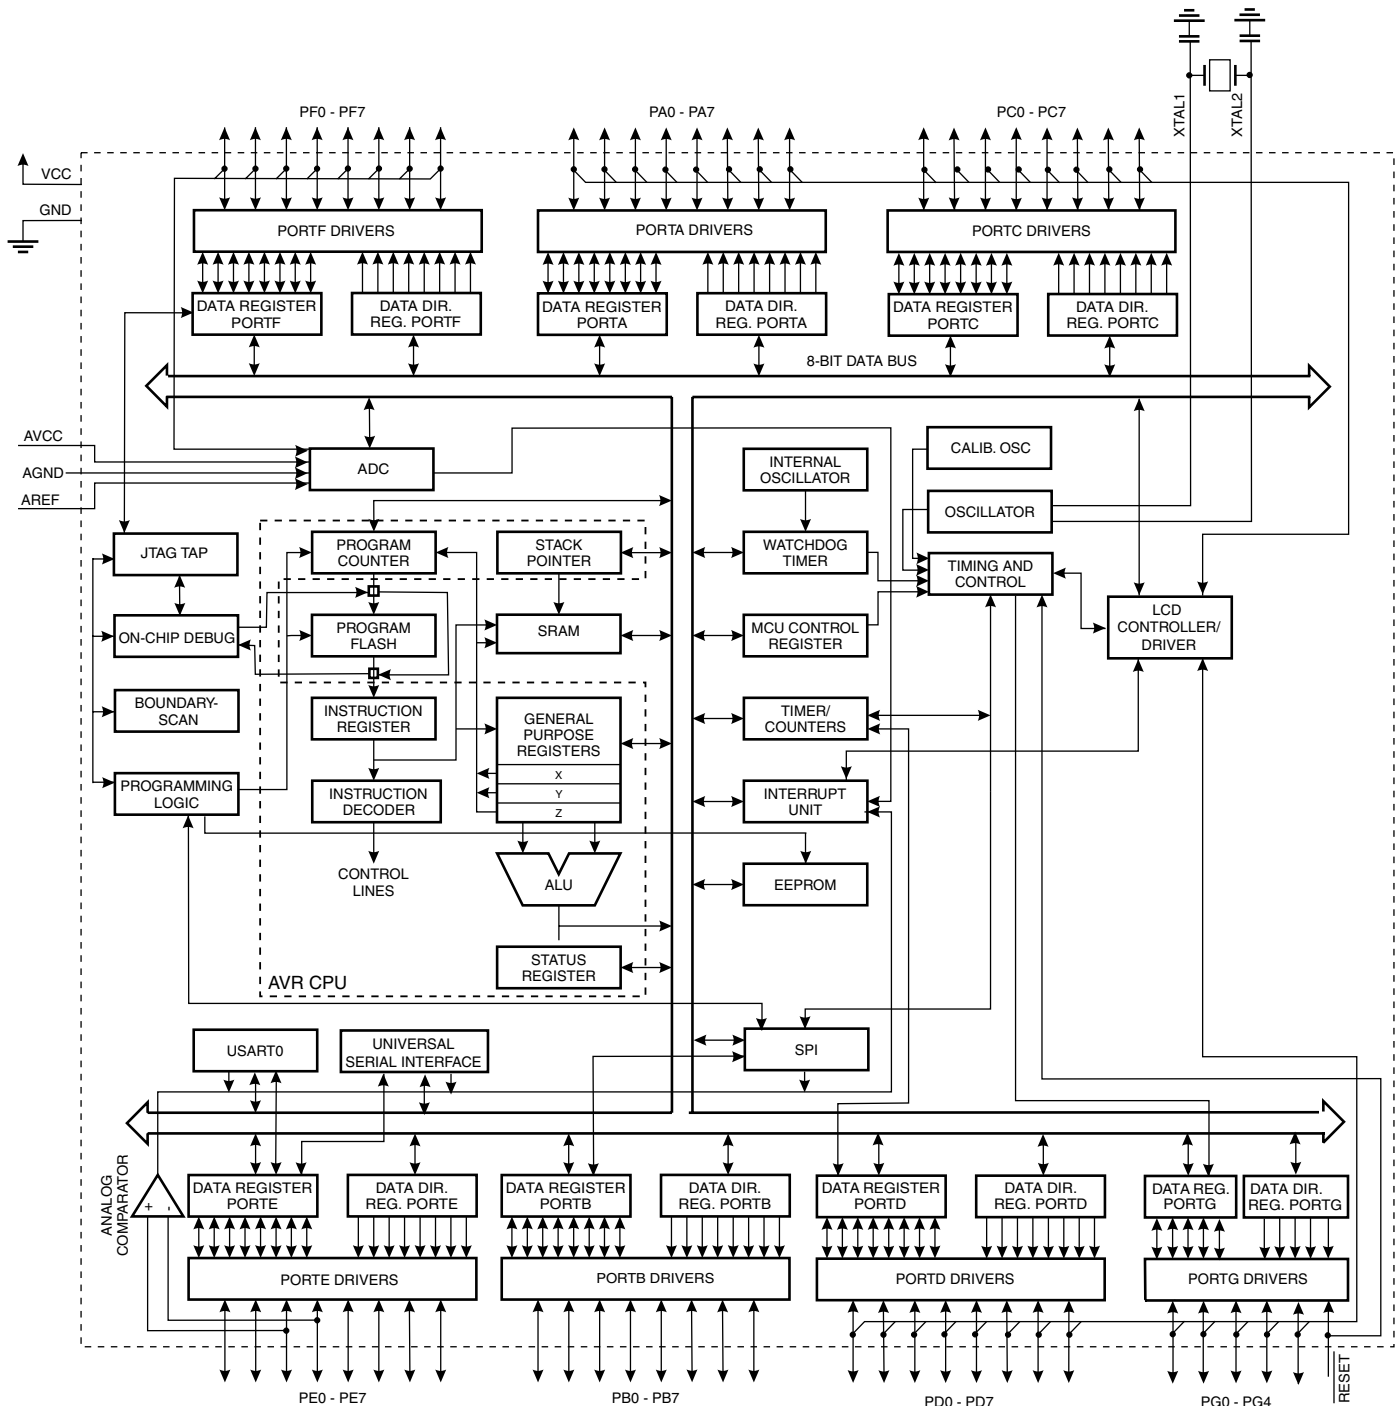 XTAL1
XTAL2
PF0 - PF7
PA0 - PA7
PC0 - PC7
VCC
GND
PORTF DRIVERS
PORTA DRIVERS
PORTC DRIVERS
DATA REGISTER
PORTF
DATA DIR.
REG. PORTF
DATA REGISTER
PORTA
DATA DIR.
REG. PORTA
DATA REGISTER
PORTC
DATA DIR.
REG. PORTC
8-BIT DATA BUS
AVCC
AGND
AREF
ADC
INTERNAL
OSCILLATOR
CALIB. OSC
OSCILLATOR
JTAG TAP
PROGRAM
COUNTER
STACK
POINTER
WATCHDOG
TIMER
TIMING AND
CONTROL
ON-CHIP DEBUG
PROGRAM
FLASH
SRAM
MCU CONTROL
REGISTER
LCD
CONTROLLER/
DRIVER
BOUNDARY-
SCAN
INSTRUCTION
REGISTER
GENERAL
PURPOSE
REGISTERS
X
Y
Z
TIMER/
COUNTERS
PROGRAMMING
LOGIC
INSTRUCTION
DECODER
INTERRUPT
UNIT
CONTROL
LINES
ALU
EEPROM
STATUS
REGISTER
AVR CPU
USART0
UNIVERSAL
SERIAL INTERFACE
SPI
ANALOG
COMPARATOR
+
-
DATA REGISTER
PORTE
DATA DIR.
REG. PORTE
DATA REGISTER
PORTB
DATA DIR.
REG. PORTB
DATA REGISTER
PORTD
DATA DIR.
REG. PORTD
DATA REG.
PORTG
DATA DIR.
REG. PORTG
PORTE DRIVERS
PORTB DRIVERS
PORTD DRIVERS
PORTG DRIVERS
PE0 - PE7
PB0 - PB7
PD0 - PD7
PG0 - PG4
RESET